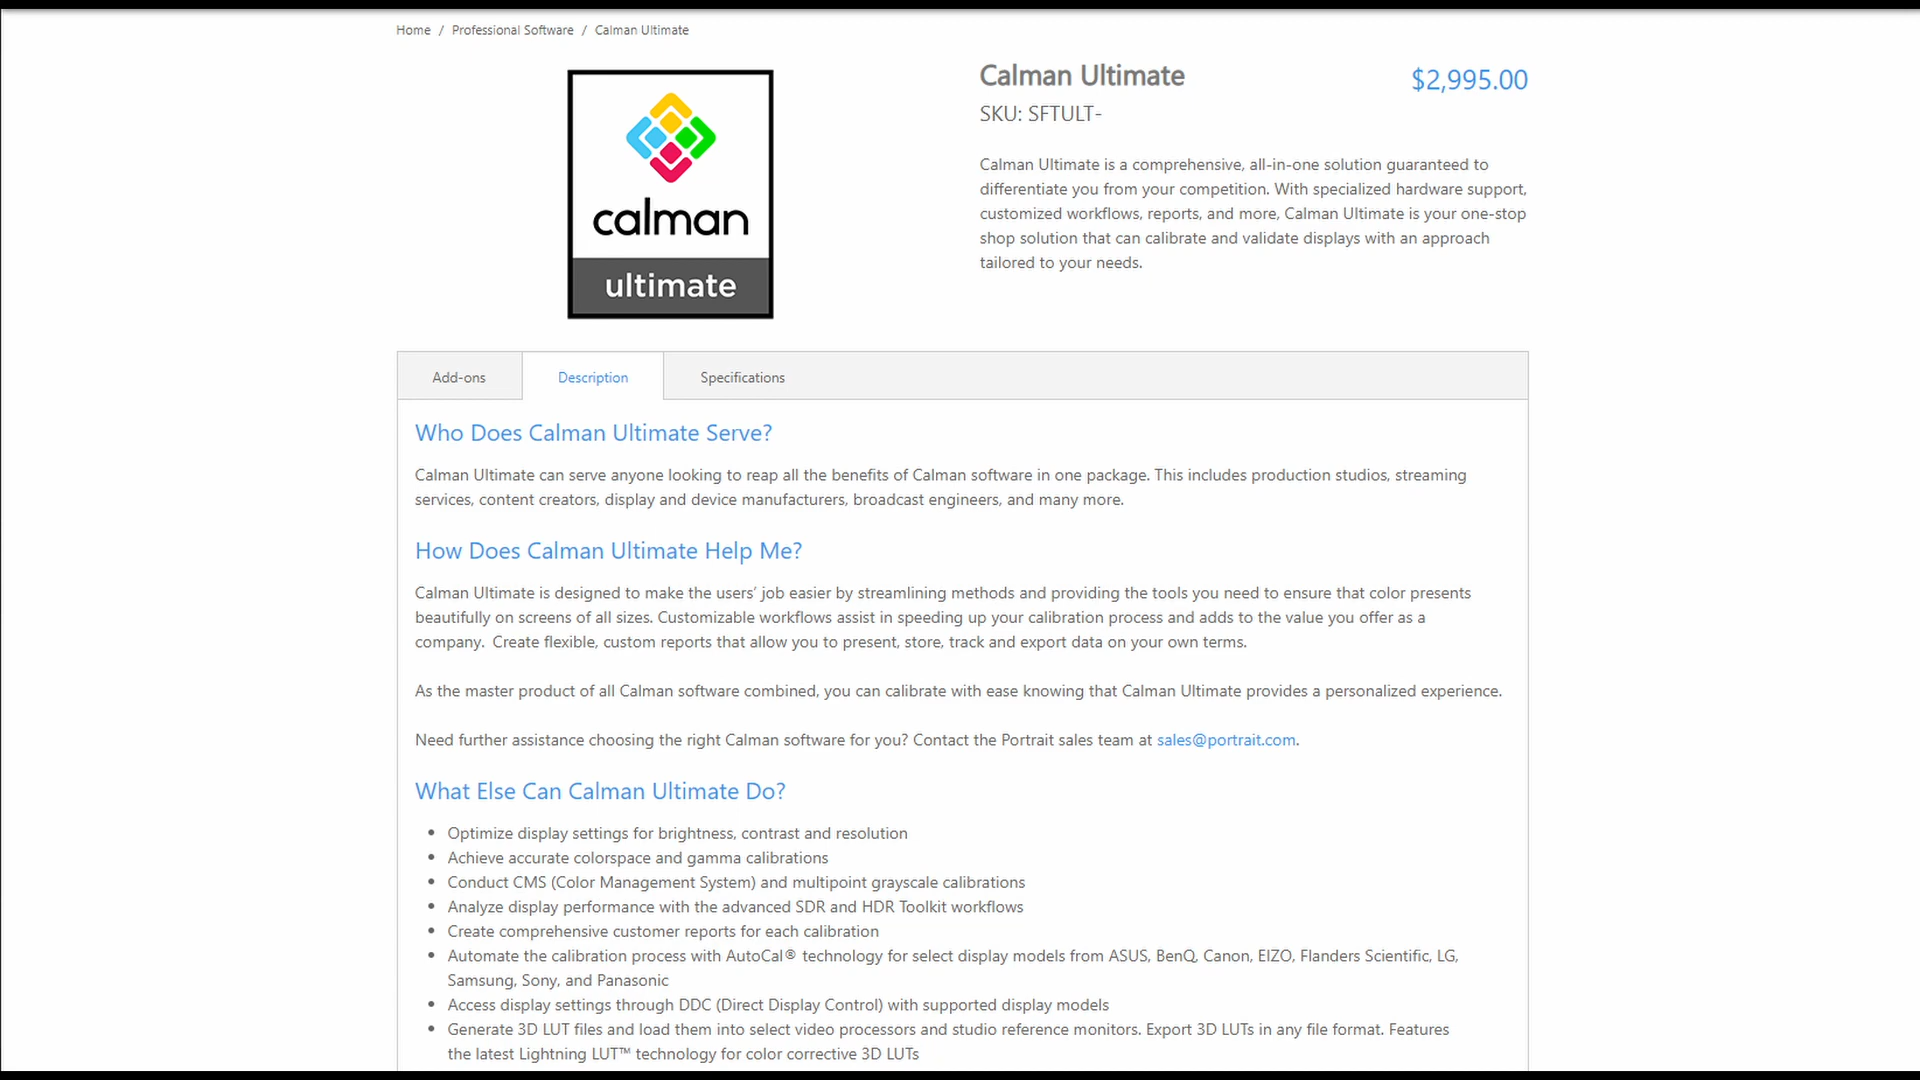 Home / Professional Software / Calman Ultimate
calman
ultimate
Calman Ultimate
$2,995.00
SKU: SFTULT-
Calman Ultimate is a comprehensive, all-in-one solution guaranteed to
differentiate you from your competition. With specialized hardware support,
customized workflows, reports, and more, Calman Ultimate is your one-stop
shop solution that can calibrate and validate displays with an approach
tailored to your needs.
Add-ons
Description
Specifications
Who Does Calman Ultimate Serve?
Calman Ultimate can serve anyone looking to reap all the benefits of Calman software in one package. This includes production studios, streaming
services, content creators, display and device manufacturers, broadcast engineers, and many more.
How Does Calman Ultimate Help Me?
Calman Ultimate is designed to make the users’ job easier by streamlining methods and providing the tools you need to ensure that color presents
beautifully on screens of all sizes. Customizable workflows assist in speeding up your calibration process and adds to the value you offer as a
company.  Create flexible, custom reports that allow you to present, store, track and export data on your own terms.
As the master product of all Calman software combined, you can calibrate with ease knowing that Calman Ultimate provides a personalized experience.
Need further assistance choosing the right Calman software for you? Contact the Portrait sales team at sales@portrait.com.
What Else Can Calman Ultimate Do?
• Optimize display settings for brightness, contrast and resolution
• Achieve accurate colorspace and gamma calibrations
• Conduct CMS (Color Management System) and multipoint grayscale calibrations
• Analyze display performance with the advanced SDR and HDR Toolkit workflows
• Create comprehensive customer reports for each calibration
• Automate the calibration process with AutoCal® technology for select display models from ASUS, BenQ, Canon, EIZO, Flanders Scientific, LG,
Samsung, Sony, and Panasonic
• Access display settings through DDC (Direct Display Control) with supported display models
• Generate 3D LUT files and load them into select video processors and studio reference monitors. Export 3D LUTs in any file format. Features
the latest Lightning LUT™ technology for color corrective 3D LUTs